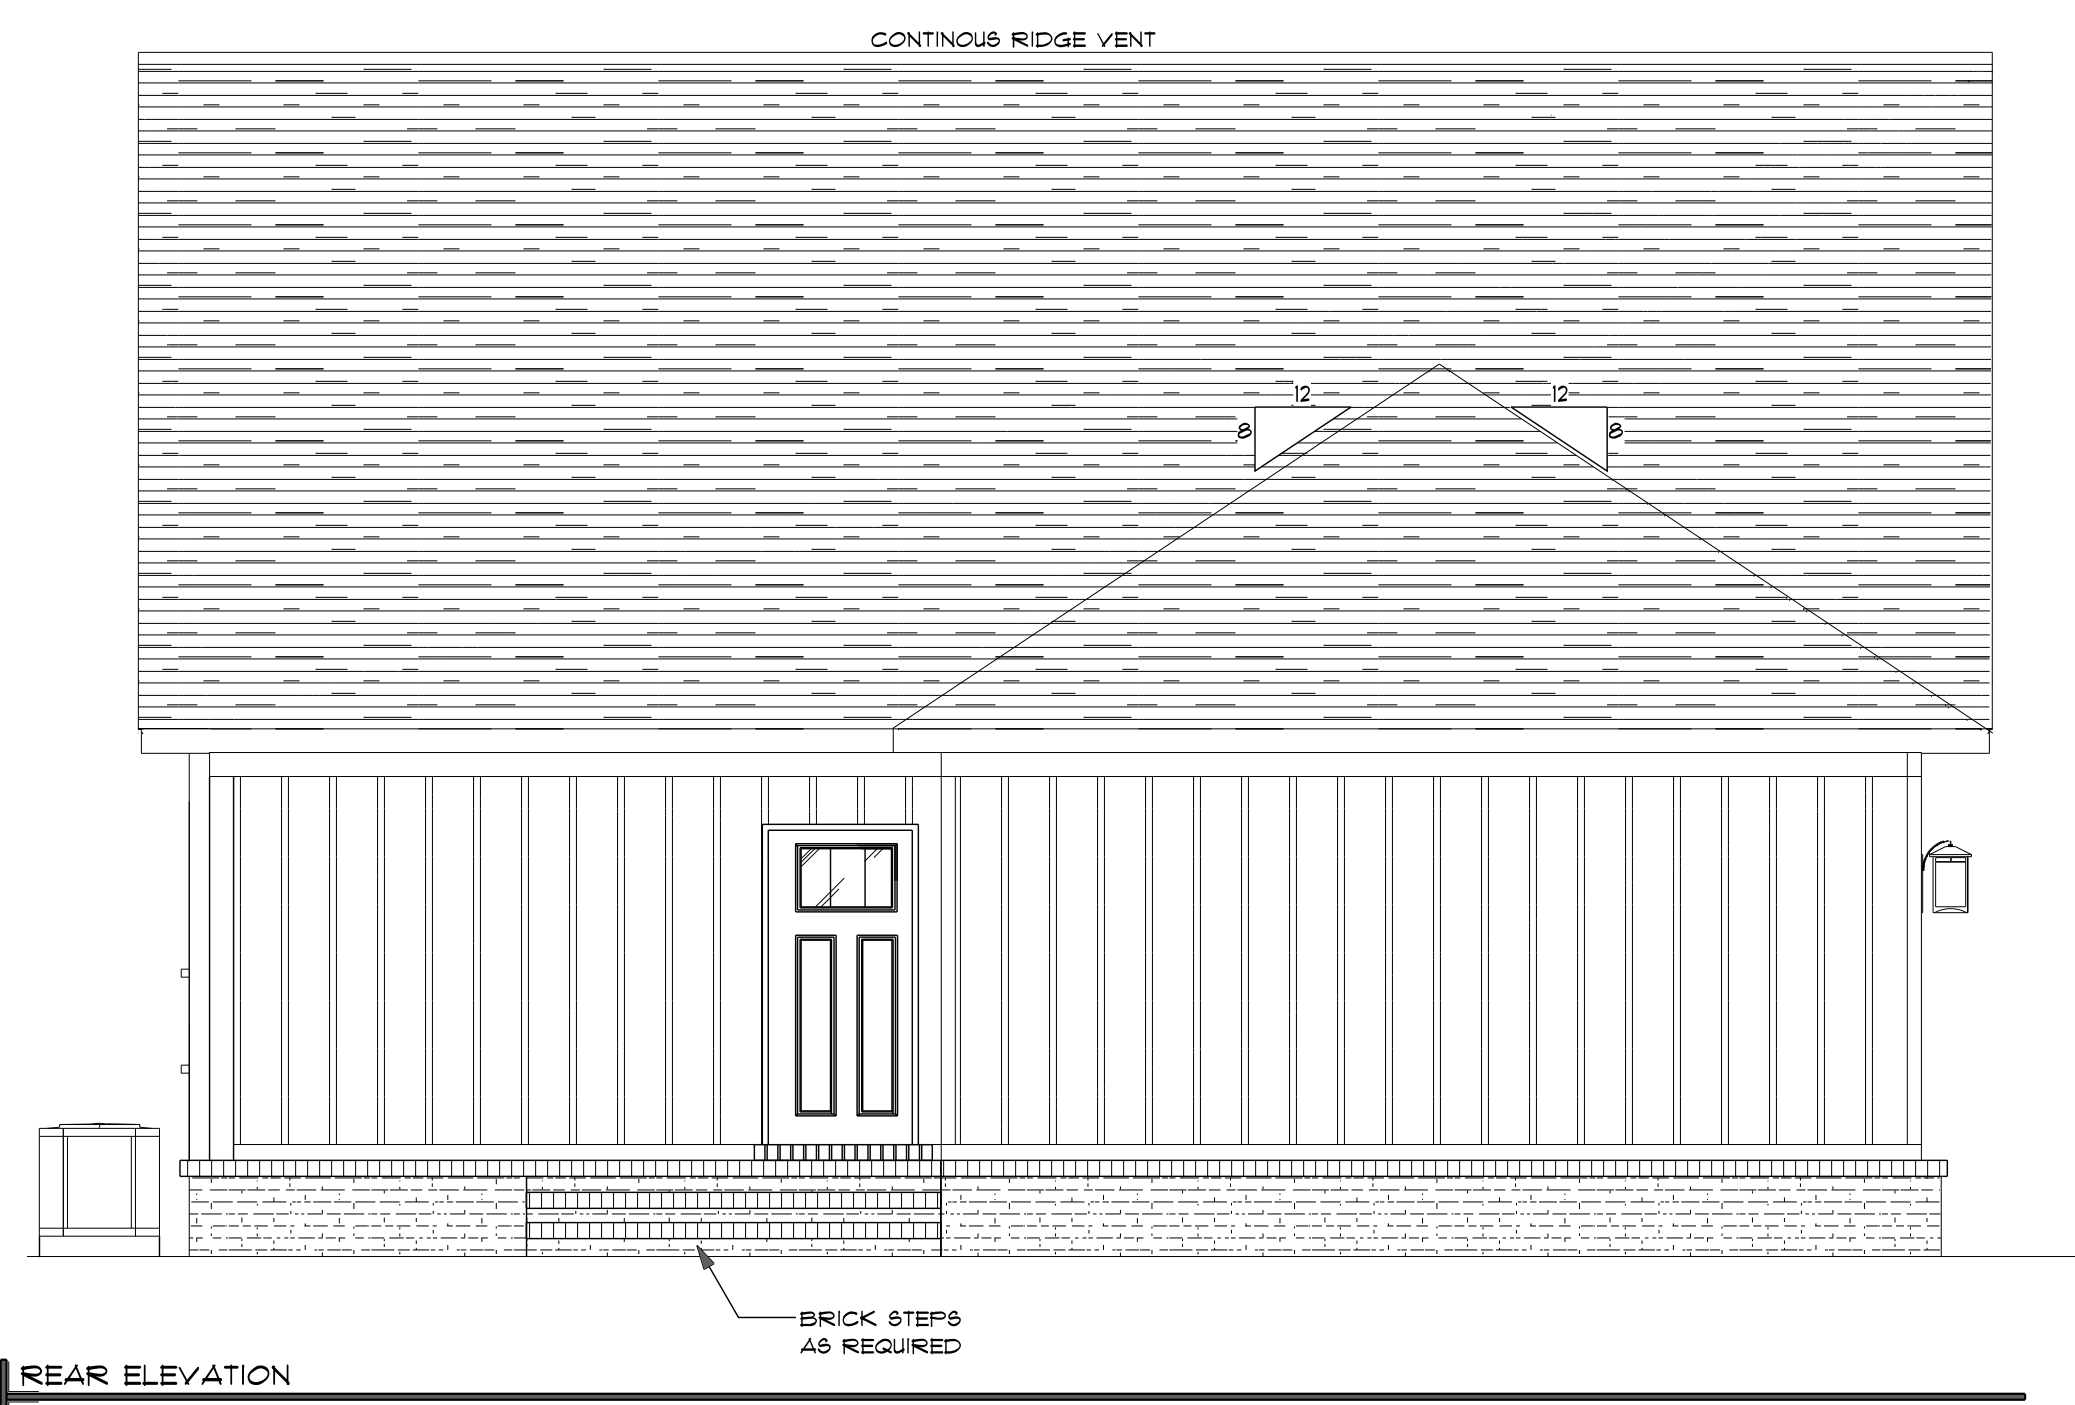 CONTINOUS RIDGE VENT
12
12
8
8
BRICK STEPS
AS REQUIRED
REAR ELEVATION